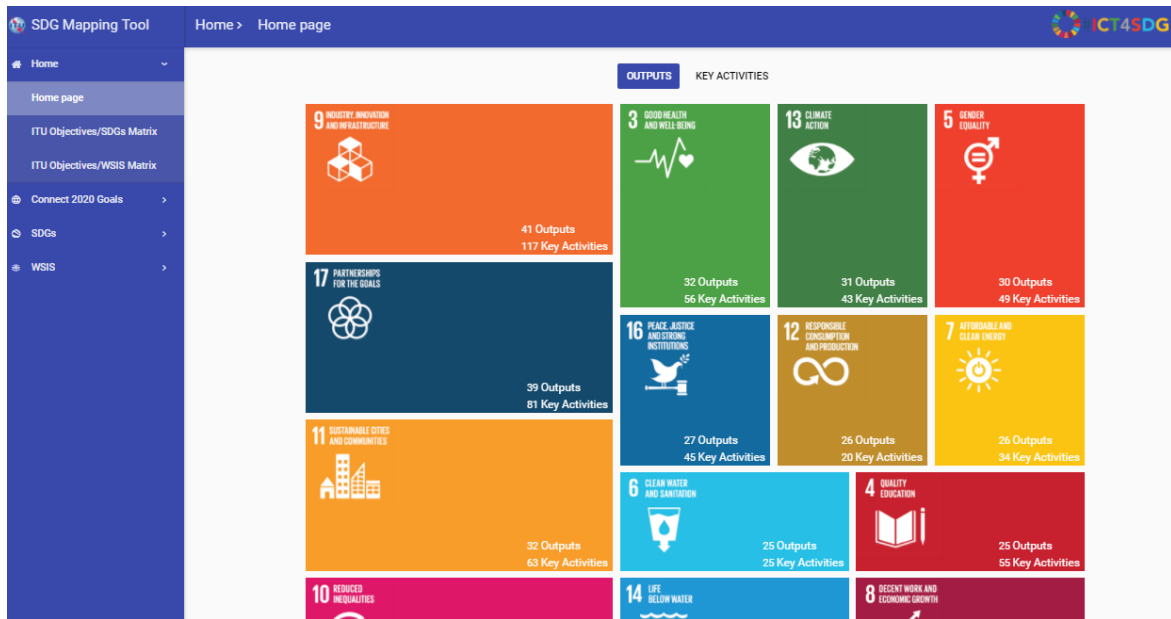 SDG Mapping Tool
Home > Home page
ICT4SDG
Home
Home page
ITU Objectives/SDGs Matrix
ITU Objectives/WSIS Matrix
Connect 2020 Goals
SDGs
WSIS
OUTPUTS KEY ACTIVITIES
9 INDUSTRY, INNOVATION
AND INFRASTRUCTURE
41 Outputs
117 Key Activities
3 GOOD HEALTH
AND WELL-BEING
32 Outputs
56 Key Activities
13 CLIMATE
ACTION
31 Outputs
43 Key Activities
5 GENDER
EQUALITY
30 Outputs
49 Key Activities
17 PARTNERSHIPS
FOR THE GOALS
39 Outputs
81 Key Activities
16 PEACE, JUSTICE
AND STRONG
INSTITUTIONS
27 Outputs
45 Key Activities
12 RESPONSIBLE
CONSUMPTION
AND PRODUCTION
26 Outputs
20 Key Activities
7 AFFORDABLE AND
CLEAN ENERGY
26 Outputs
34 Key Activities
11 SUSTAINABLE CITIES
AND COMMUNITIES
32 Outputs
63 Key Activities
6 CLEAN WATER
AND SANITATION
25 Outputs
25 Key Activities
4 QUALITY
EDUCATION
25 Outputs
55 Key Activities
10 REDUCED
INEQUALITIES
14 LIFE
BELOW WATER
8 DECENT WORK AND
ECONOMIC GROWTH